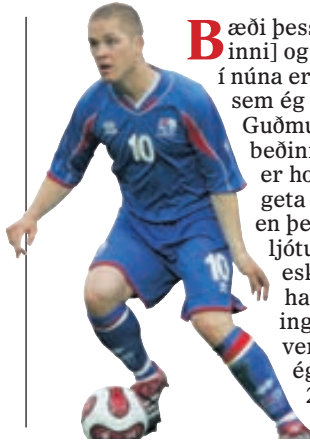 Bæði þess
inni] og
í núna er
sem ég
Guðmu
beðinn
er ho
geta
en þe
ljótu
esk
ha
ing
ver
ég
2
10
10